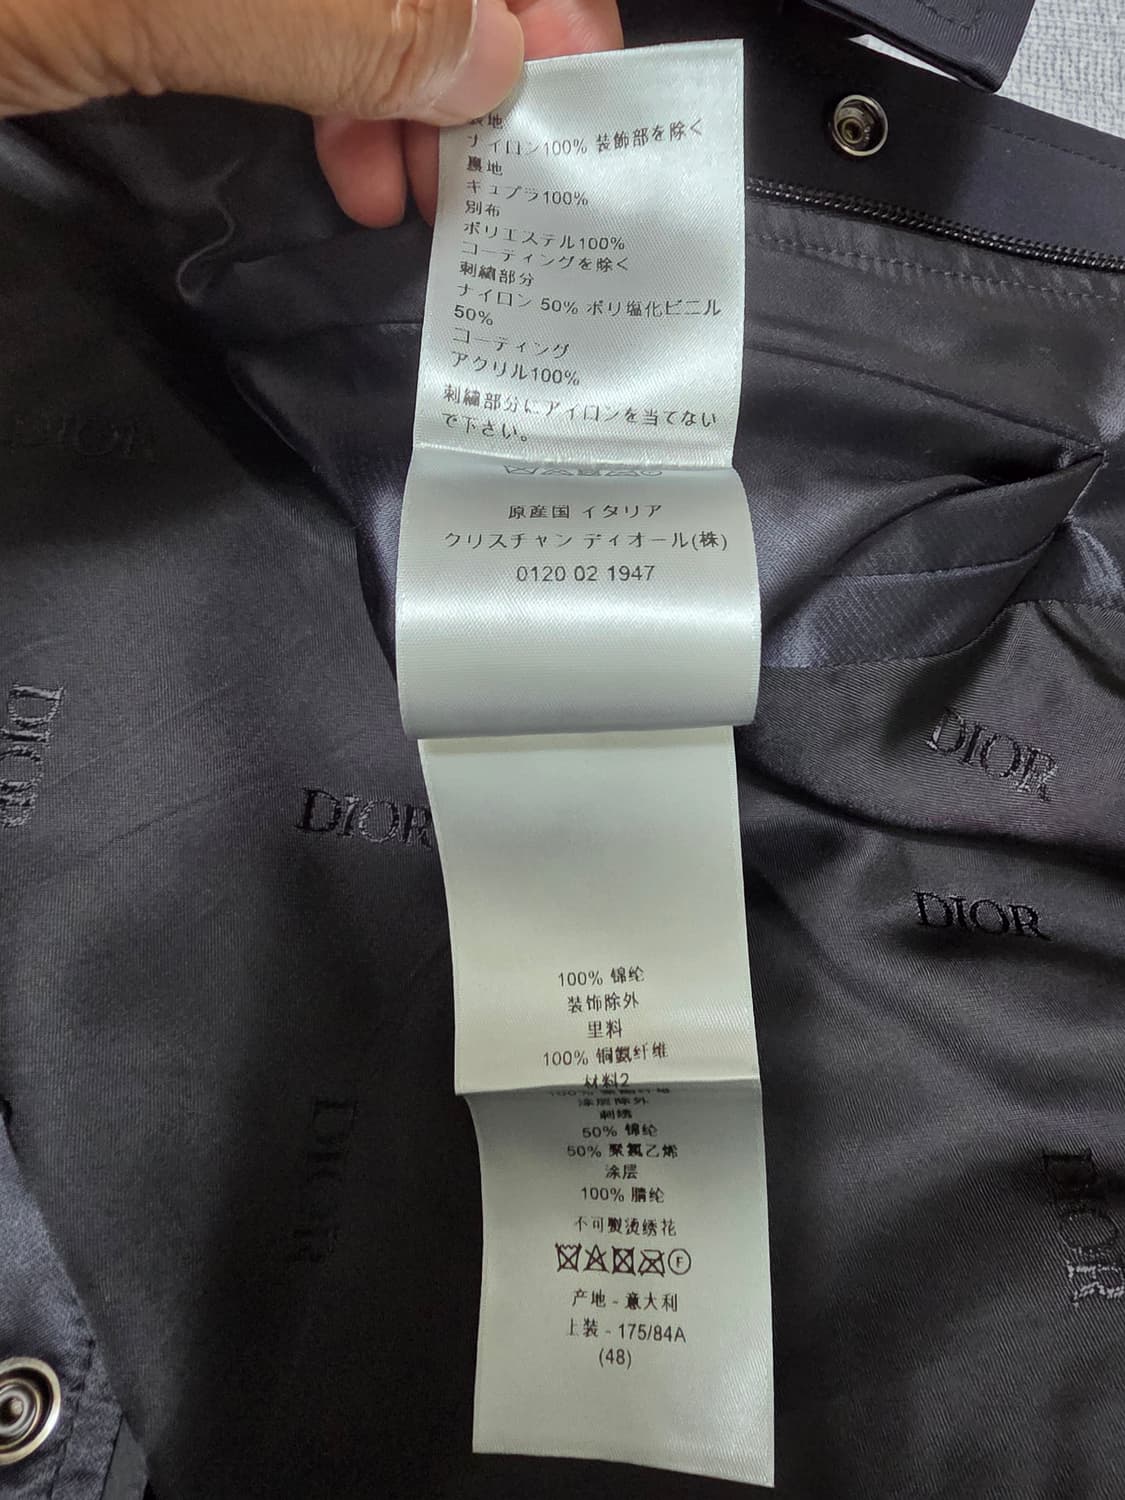 表地
ナイロン100% 装飾部を除く
裏地
キュプラ100%
別布
ポリエステル100%
コーティングを除く
刺繍部分
ナイロン 50% ポリ塩化ビニル
50%
コーティング
アクリル100%
刺繍部分にアイロンを当てない
で下さい。
原産国 イタリア
クリスチャン ディオール(株)
0120 02 1947
DIOR
DIOR
DIOR
DIOR
DIOR
DIOR
DIOR
100% 锦纶
装饰除外
里料
100% 铜氨纤维
材料2
涂层除外
刺绣
50% 锦纶
50% 聚氯乙烯
涂层
100% 腈纶
不可熨烫绣花
F
产地 - 意大利
上装 - 175/84A
(48)